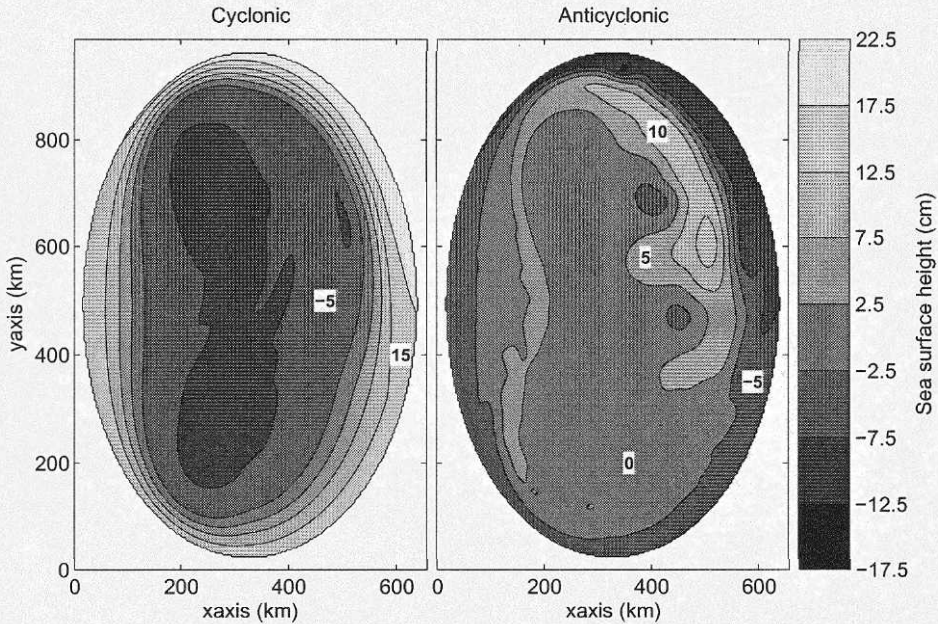 Cyclonic
Anticyclonic
800
600
400
200
0
yaxis (km)
−5
15
0 200 400 600
xaxis (km)
10
5
−5
0
0 200 400 600
xaxis (km)
22.5
17.5
12.5
7.5
2.5
−2.5
−7.5
−12.5
−17.5
Sea surface height (cm)